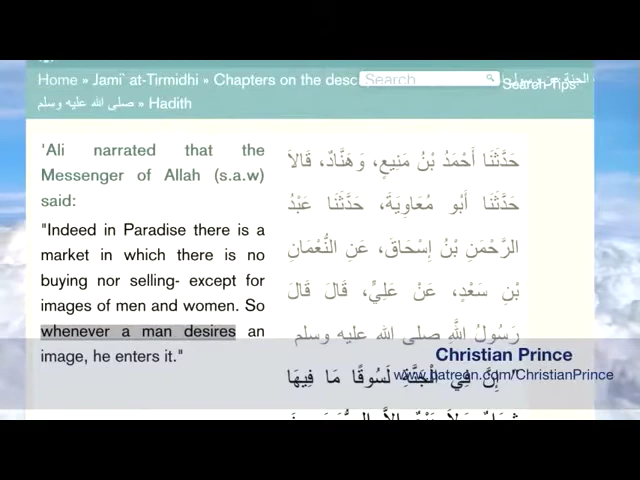 Home » Jami` at-Tirmidhi » Chapters on the desc
Search
Search Tips
صلى الله عليه وسلم » Hadith
'Ali narrated that the
Messenger of Allah (s.a.w)
said:
"Indeed in Paradise there is a
market in which there is no
buying nor selling- except for
images of men and women. So
whenever a man desires an
image, he enters it."
حَدَّثَنَا أَحْمَدُ بْنُ مَنِيعٍ، وَهَنَّادٌ، قَالاَ
حَدَّثَنَا أَبُو مُعَاوِيَةَ، حَدَّثَنَا عَبْدُ
الرَّحْمَنِ بْنُ إِسْحَاقَ، عَنِ النُّعْمَانِ
بْنِ سَعْدٍ، عَنْ عَلِيٍّ، قَالَ قَالَ
رَسُولُ اللَّهِ صلى الله عليه وسلم
" إِنَّ فِي الْجَنَّةِ لَسُوقًا مَا فِيهَا
Christian Prince
www.patreon.com/ChristianPrince